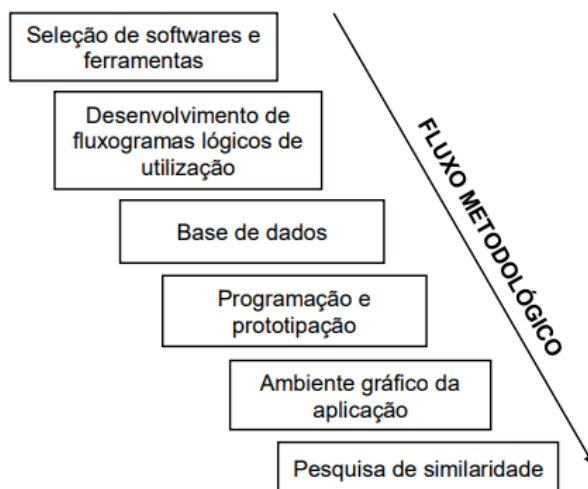 Seleção de softwares e
ferramentas
Desenvolvimento de
fluxogramas lógicos de
utilização
Base de dados
Programação e
prototipação
Ambiente gráfico da
aplicação
Pesquisa de similaridade
FLUXO METODOLÓGICO